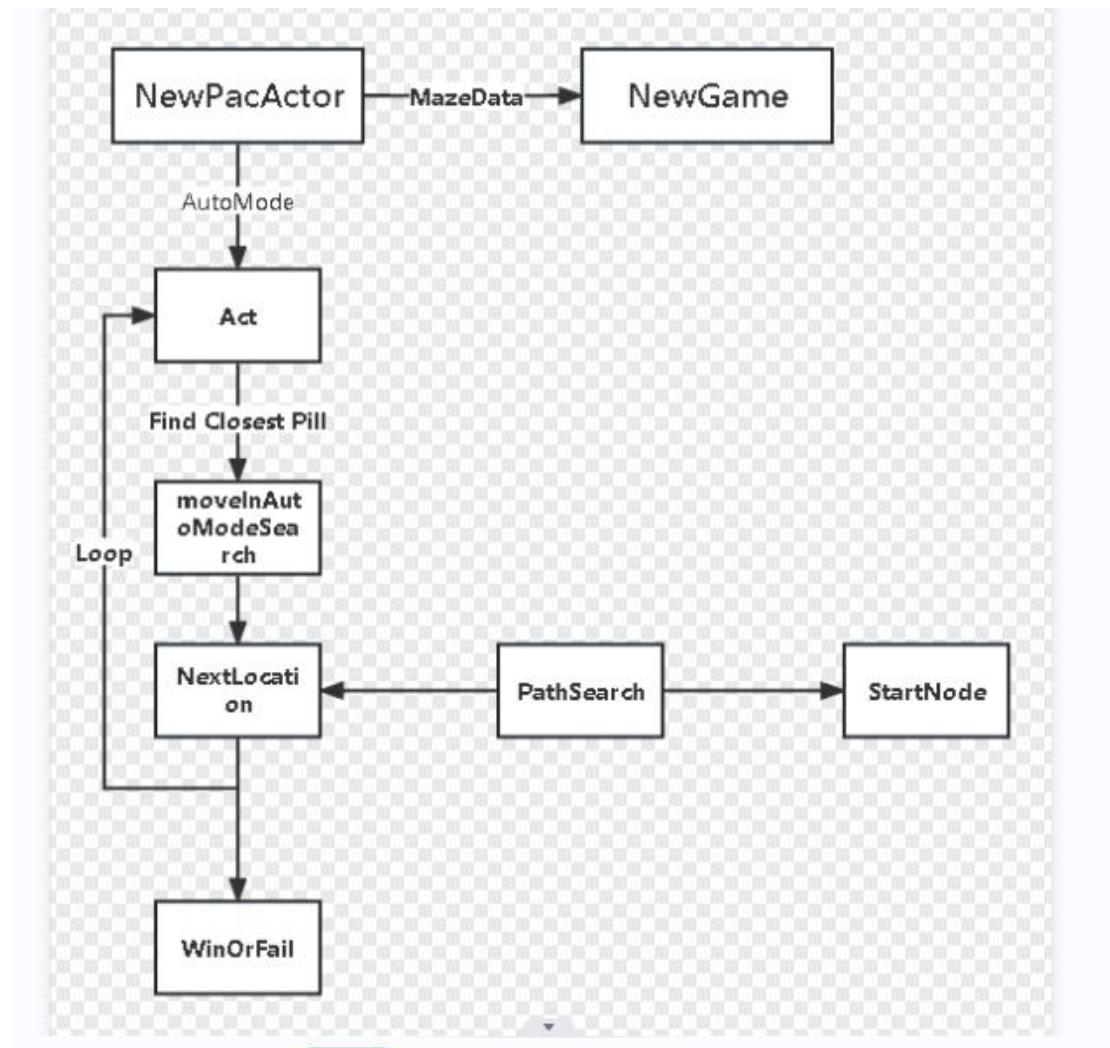 NewPacActor
MazeData
NewGame
AutoMode
Act
Find Closest Pill
moveInAut
oModeSea
rch
Loop
NextLocati
on
PathSearch
StartNode
WinOrFail